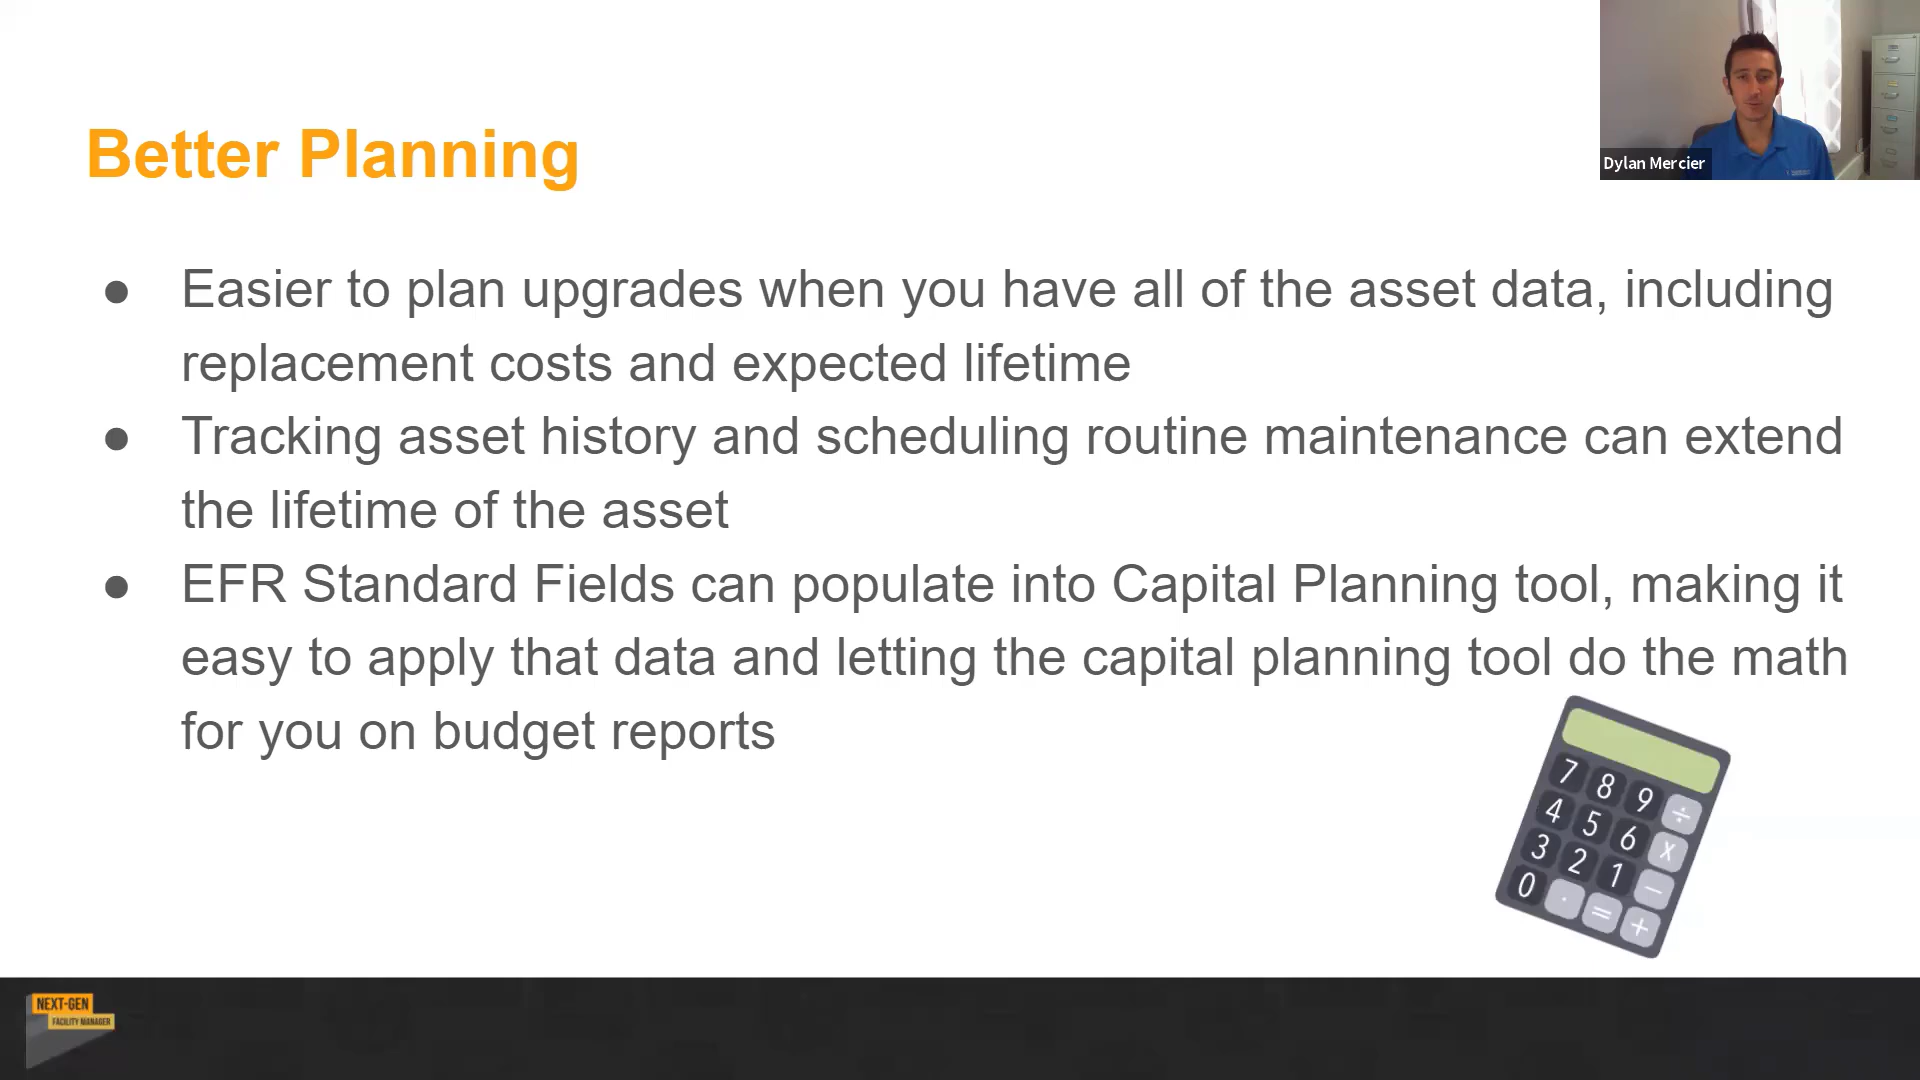 Dylan Mercier
Better Planning
● Easier to plan upgrades when you have all of the asset data, including
replacement costs and expected lifetime
● Tracking asset history and scheduling routine maintenance can extend
the lifetime of the asset
● EFR Standard Fields can populate into Capital Planning tool, making it
easy to apply that data and letting the capital planning tool do the math
for you on budget reports
7 8 9 ÷
4 5 6 x
3 2 1 −
0 . = +
NEXT-GEN
FACILITY MANAGER